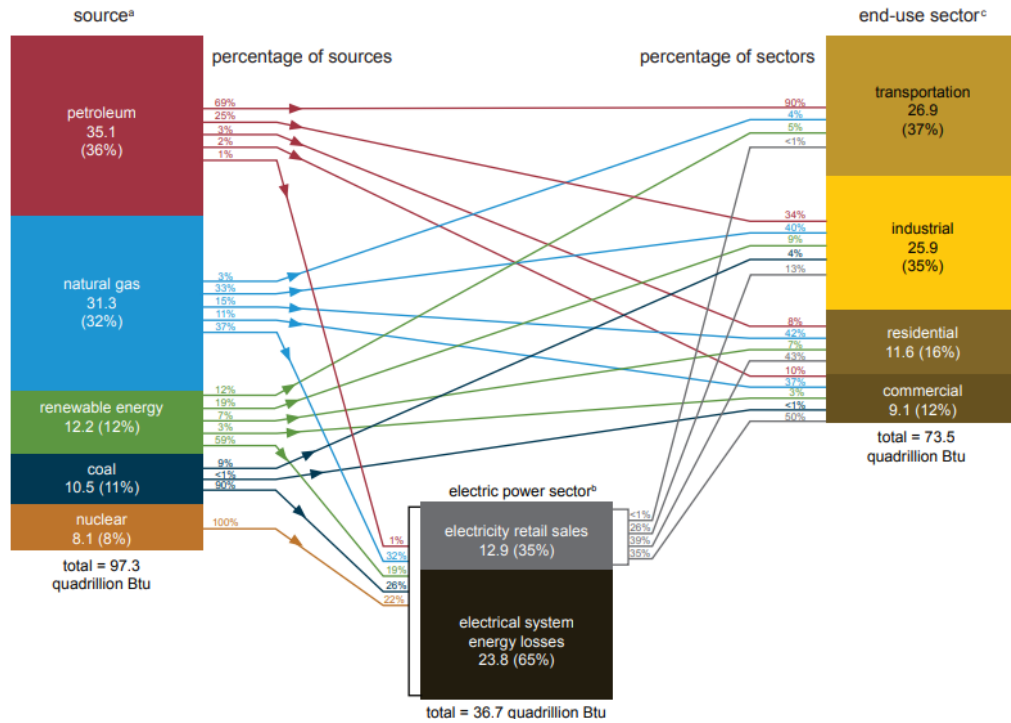 sourceᵃ
end-use sectorᶜ
percentage of sources
percentage of sectors
petroleum
35.1
(36%)
69%
25%
3%
2%
1%
natural gas
31.3
(32%)
3%
33%
15%
11%
37%
renewable energy
12.2 (12%)
12%
19%
7%
3%
59%
coal
10.5 (11%)
9%
<1%
90%
nuclear
8.1 (8%)
100%
total = 97.3
quadrillion Btu
90%
4%
5%
<1%
transportation
26.9
(37%)
34%
40%
9%
4%
13%
industrial
25.9
(35%)
8%
42%
7%
43%
residential
11.6 (16%)
10%
37%
3%
<1%
50%
commercial
9.1 (12%)
total = 73.5
quadrillion Btu
electric power sectorᵇ
1%
32%
19%
26%
22%
electricity retail sales
12.9 (35%)
<1%
26%
39%
35%
electrical system
energy losses
23.8 (65%)
total = 36.7 quadrillion Btu